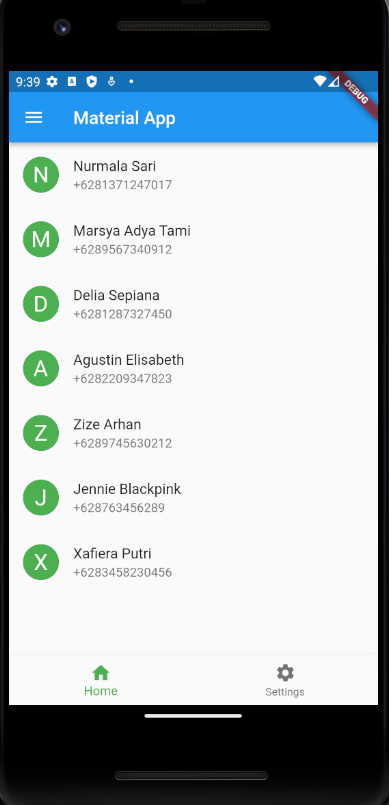 9:39
DEBUG
Material App
N
Nurmala Sari
+6281371247017
M
Marsya Adya Tami
+6289567340912
D
Delia Sepiana
+6281287327450
A
Agustin Elisabeth
+6282209347823
Z
Zize Arhan
+6289745630212
J
Jennie Blackpink
+628763456289
X
Xafiera Putri
+6283458230456
Home
Settings